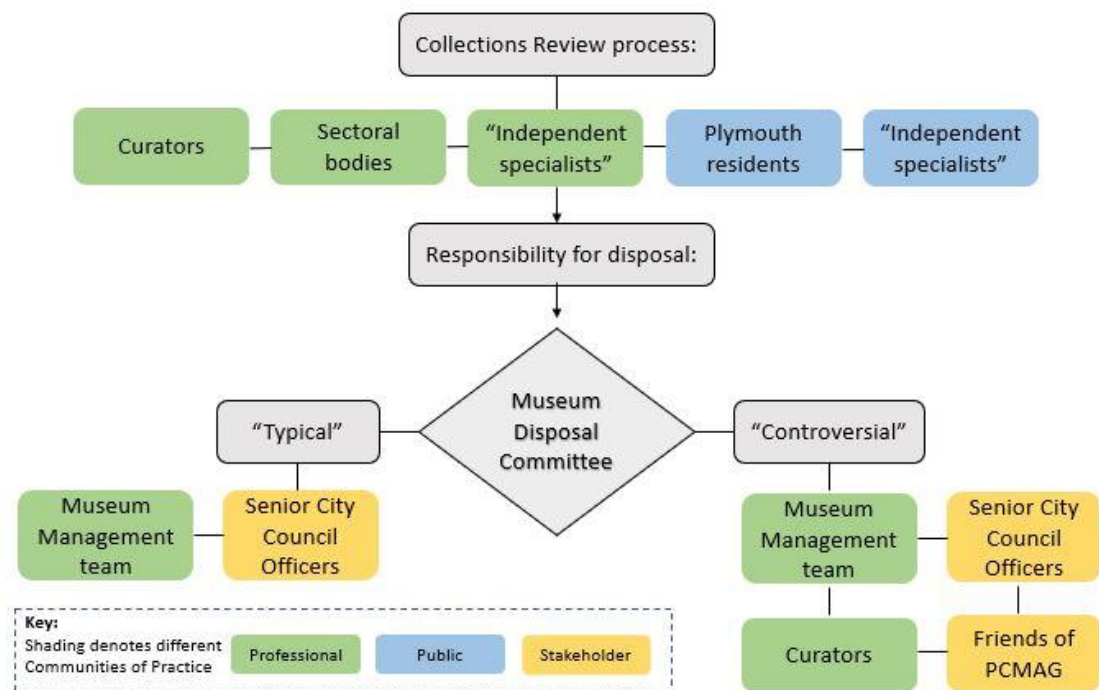 Collections Review process:
Curators
Sectoral
bodies
“Independent
specialists”
Plymouth
residents
“Independent
specialists”
Responsibility for disposal:
Museum
Disposal
Committee
“Typical”
“Controversial”
Museum
Management
team
Senior City
Council
Officers
Museum
Management
team
Senior City
Council
Officers
Curators
Friends of
PCMAG
Key:
Shading denotes different
Communities of Practice
Professional
Public
Stakeholder